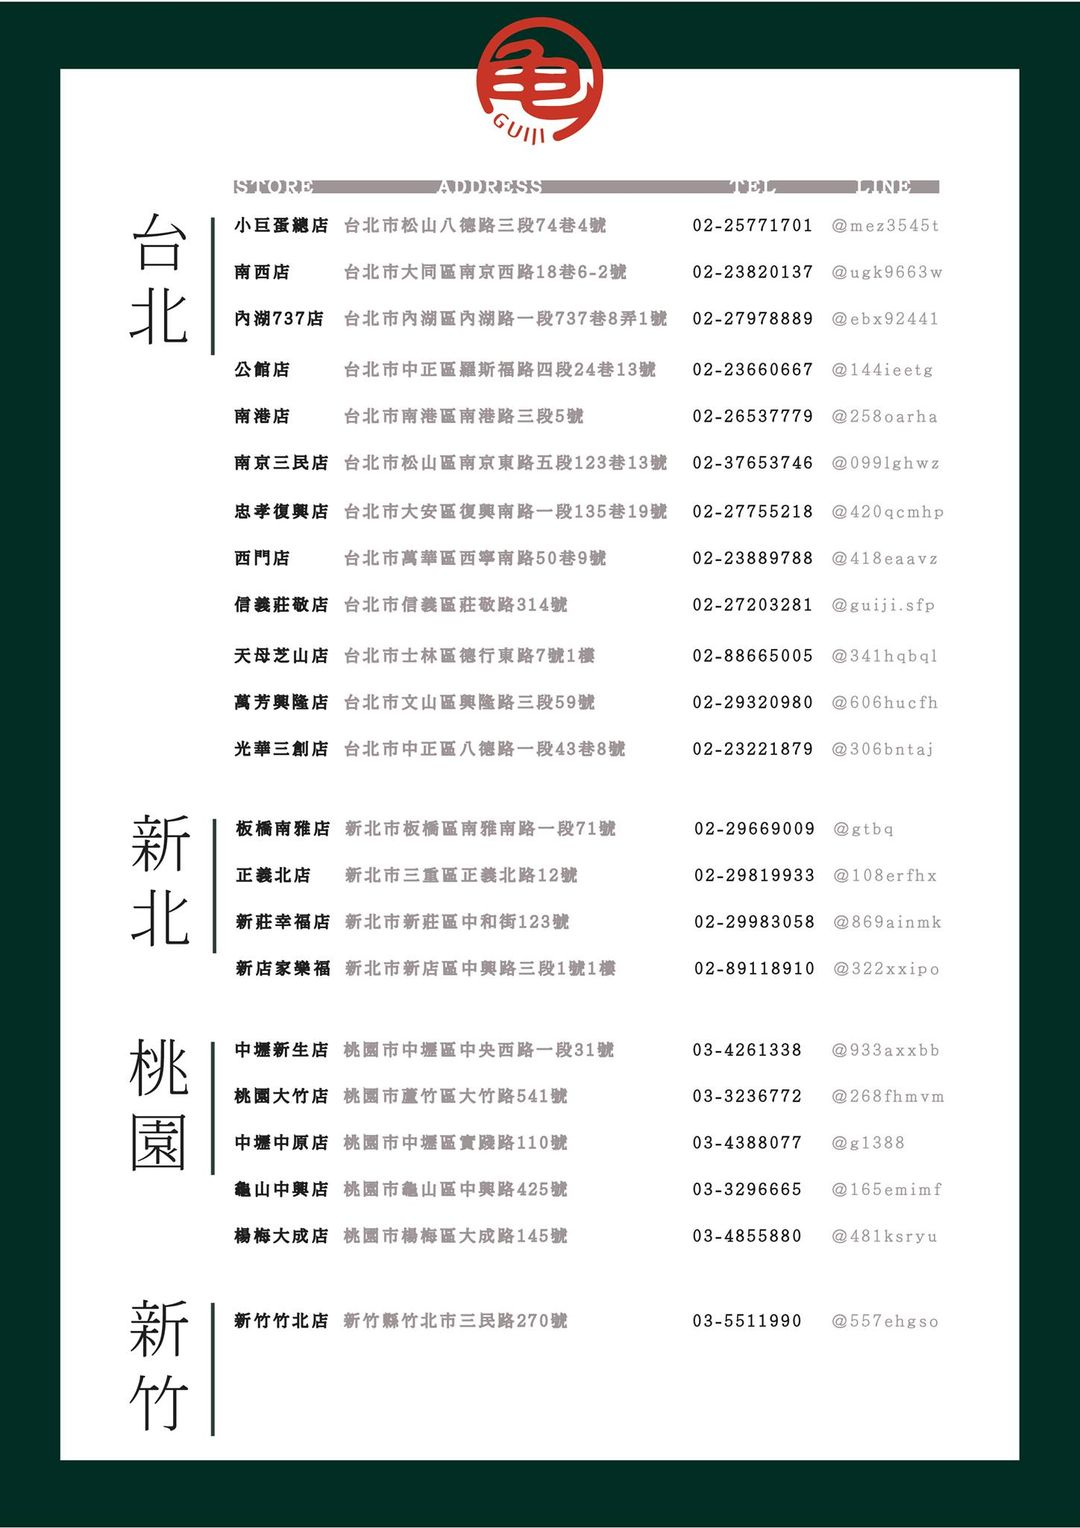 龜
GUIJI
STORE ADDRESS TEL LINE
台北
小巨蛋總店 台北市松山八德路三段74巷4號 02-25771701 @mez3545t
南西店 台北市大同區南京西路18巷6-2號 02-23820137 @ugk9663w
內湖737店 台北市內湖區內湖路一段737巷8弄1號 02-27978889 @ebx92441
公館店 台北市中正區羅斯福路四段24巷13號 02-23660667 @144ieetg
南港店 台北市南港區南港路三段5號 02-26537779 @258oarha
南京三民店 台北市松山區南京東路五段123巷13號 02-37653746 @099lghwz
忠孝復興店 台北市大安區復興南路一段135巷19號 02-27755218 @420qcmhp
西門店 台北市萬華區西寧南路50巷9號 02-23889788 @418eaavz
信義莊敬店 台北市信義區莊敬路314號 02-27203281 @guiji.sfp
天母芝山店 台北市士林區德行東路7號1樓 02-88665005 @341hqbql
萬芳興隆店 台北市文山區興隆路三段59號 02-29320980 @606hucfh
光華三創店 台北市中正區八德路一段43巷8號 02-23221879 @306bntaj
新北
板橋南雅店 新北市板橋區南雅南路一段71號 02-29669009 @gtbq
正義北店 新北市三重區正義北路12號 02-29819933 @108erfhx
新莊幸福店 新北市新莊區中和街123號 02-29983058 @869ainmk
新店家樂福 新北市新店區中興路三段1號1樓 02-89118910 @322xxipo
桃園
中壢新生店 桃園市中壢區中央西路一段31號 03-4261338 @933axxbb
桃園大竹店 桃園市蘆竹區大竹路541號 03-3236772 @268fhmvm
中壢中原店 桃園市中壢區實踐路110號 03-4388077 @g1388
龜山中興店 桃園市龜山區中興路425號 03-3296665 @165emimf
楊梅大成店 桃園市楊梅區大成路145號 03-4855880 @481ksryu
新竹
新竹竹北店 新竹縣竹北市三民路270號 03-5511990 @557ehgso